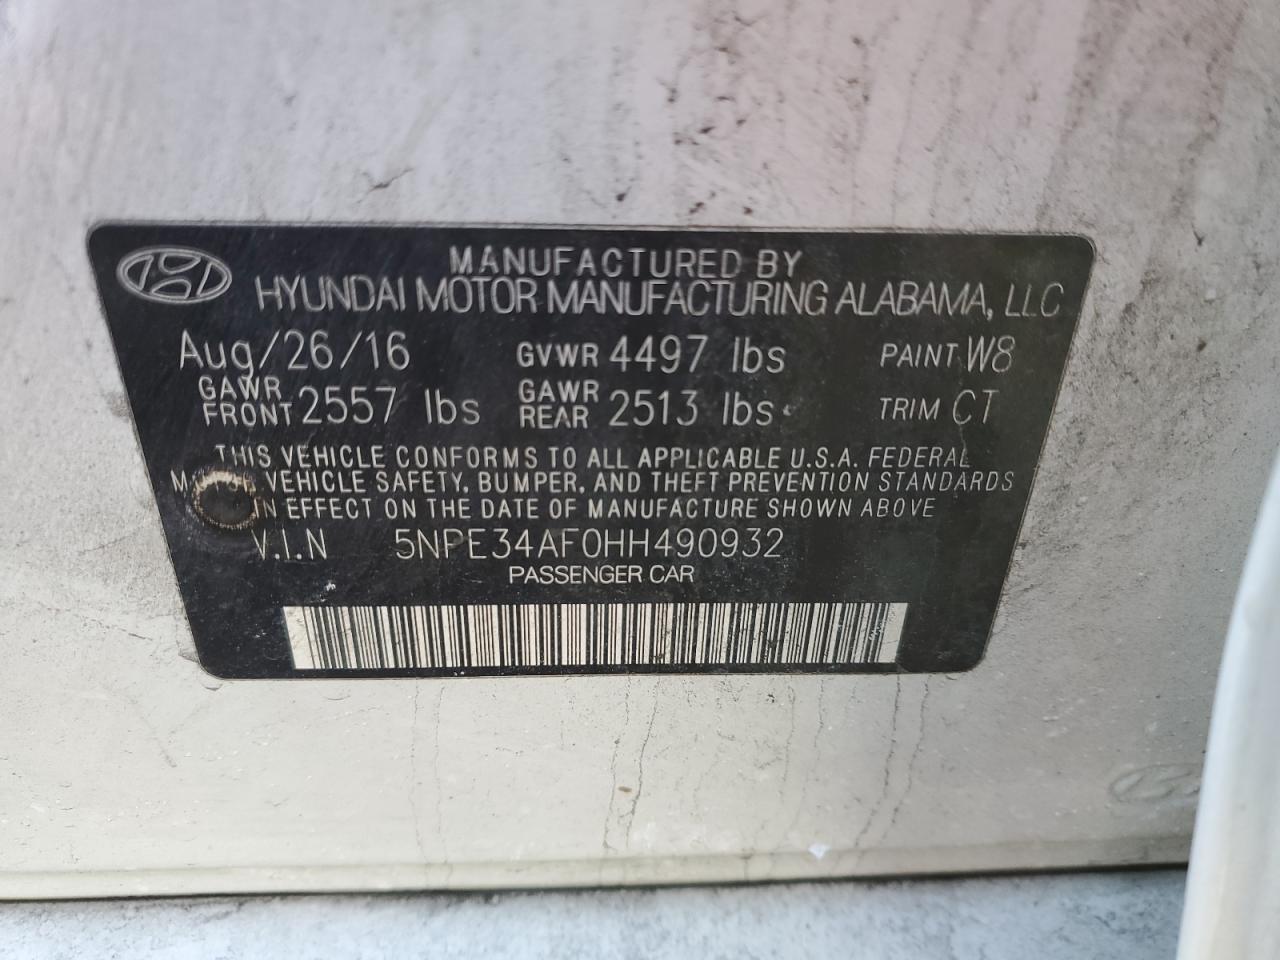 MANUFACTURED BY
HYUNDAI MOTOR MANUFACTURING ALABAMA, LLC
Aug/26/16 GVWR 4497 lbs PAINT W8
GAWR FRONT 2557 lbs GAWR REAR 2513 lbs TRIM CT
THIS VEHICLE CONFORMS TO ALL APPLICABLE U.S.A. FEDERAL
VEHICLE SAFETY, BUMPER, AND THEFT PREVENTION STANDARDS
IN EFFECT ON THE DATE OF MANUFACTURE SHOWN ABOVE
V.I.N 5NPE34AF0HH490932
PASSENGER CAR